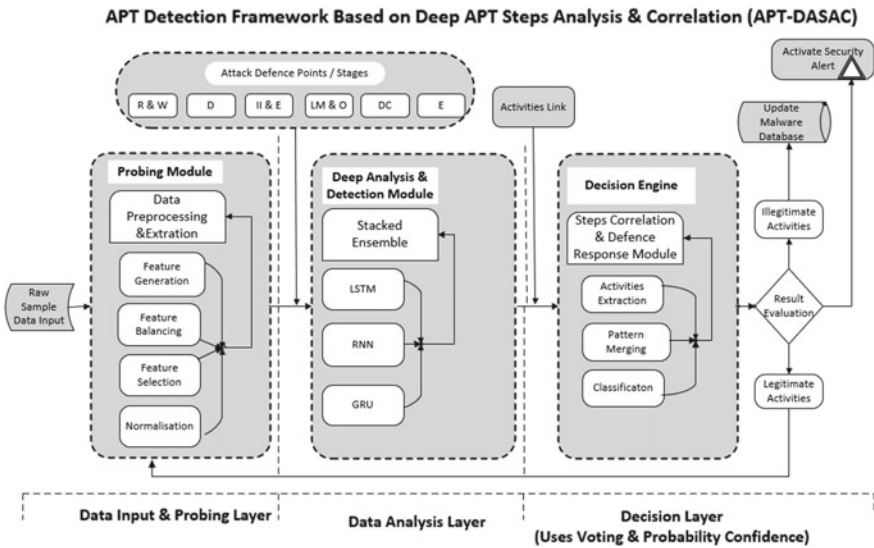 APT Detection Framework Based on Deep APT Steps Analysis & Correlation (APT-DASAC)
Attack Defence Points / Stages
R & W
D
II & E
LM & O
DC
E
Activities Link
Activate Security
Alert
Update
Malware
Database
Probing Module
Data
Preprocessing
&Extration
Feature
Generation
Feature
Balancing
Feature
Selection
Normalisation
Raw
Sample
Data Input
Deep Analysis &
Detection Module
Stacked
Ensemble
LSTM
RNN
GRU
Decision Engine
Steps Correlation
& Defence
Response Module
Activities
Extraction
Pattern
Merging
Classificaton
Illegitimate
Activities
Result
Evaluation
Legitimate
Activities
Data Input & Probing Layer
Data Analysis Layer
Decision Layer
(Uses Voting & Probability Confidence)